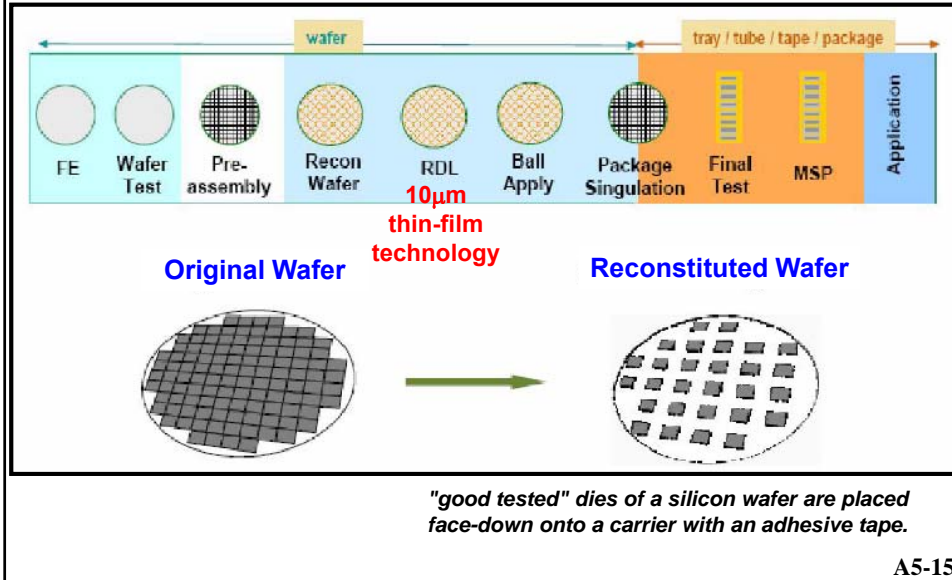 wafer
tray / tube / tape / package
FE
Wafer
Test
Pre-
assembly
Recon
Wafer
RDL
Ball
Apply
Package
Singulation
Final
Test
MSP
Application
10μm
thin-film
technology
Original Wafer
Reconstituted Wafer
"good tested" dies of a silicon wafer are placed
face-down onto a carrier with an adhesive tape.
A5-15